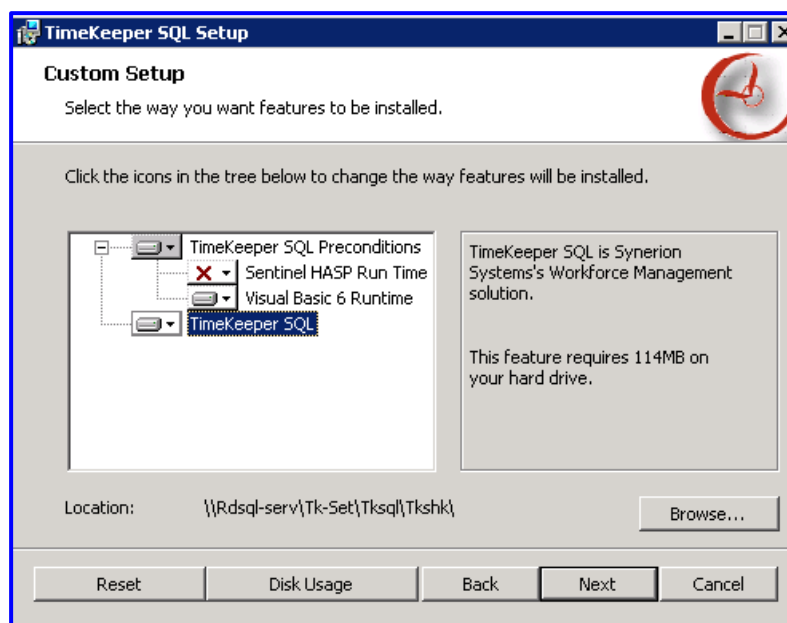 TimeKeeper SQL Setup
Custom Setup
Select the way you want features to be installed.
Click the icons in the tree below to change the way features will be installed.
TimeKeeper SQL Preconditions
Sentinel HASP Run Time
Visual Basic 6 Runtime
TimeKeeper SQL
TimeKeeper SQL is Synerion
Systems's Workforce Management
solution.
This feature requires 114MB on
your hard drive.
Location: \\Rdsql-serv\Tk-Set\Tksql\Tkshk\
Browse...
Reset Disk Usage Back Next Cancel